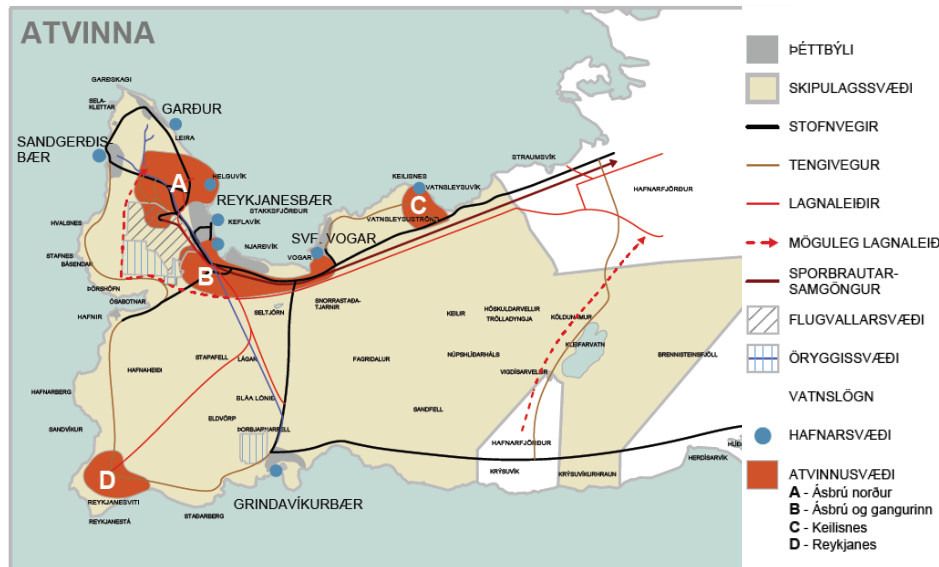 ATVINNA
GARÐSKAGI
SELA-
KLETTAR
GARÐUR
LEIRA
SANDGERÐIS-
BÆR
A
HELGUVÍK
REYKJANESBÆR
STAKKSFJÖRÐUR
KEFLAVÍK
HVALSNES
NJARÐVÍK
STAFNES
BÁSENDAR
B
ÞÓRSHÖFN
ÓSABOTNAR
HAFNIR
SVF. VOGAR
VOGAR
KEILISNES
VATNSLEYSUVÍK
C
VATNSLEYSUSTRÖND
STRAUMSVÍK
HAFNARFJÖRÐUR
SELTJÖRN
SNORRASTAÐA-
TJARNIR
KEILIR
HÖSKULDARVELLIR
TRÖLLADYNGJA
KÖLDUNÁMUR
KLEIFARVATN
HAFNAHEIÐI
STAPAFELL
LÁGAR
FAGRIDALUR
NÚPSHLÍÐARHÁLS
BRENNISTEINSFJÖLL
VIGDÍSARVELLIR
HAFNARBERG
BLÁA LÓNIÐ
ELDVÖRP
SANDFELL
SANDVÍKUR
ÞORBJARNARFELL
HAFNARFJÖRÐUR
HERDÍSARVÍK
D
KRÝSUVÍK
KRÝSUVÍKURHRAUN
REYKJANESVITI
GRINDAVÍKURBÆR
STAÐARBERG
REYKJANESTÁ
ÞÉTTBÝLI
SKIPULAGSSVÆÐI
STOFNVEGIR
TENGIVEGUR
LAGNALEIÐIR
MÖGULEG LAGNALEIÐ
SPORBRAUTAR-
SAMGÖNGUR
FLUGVALLARSVÆÐI
ÖRYGGISSVÆÐI
VATNSLÖGN
HAFNARSVÆÐI
ATVINNUSVÆÐI
A - Ásbrú norður
B - Ásbrú og gangurinn
C - Keilisnes
D - Reykjanes